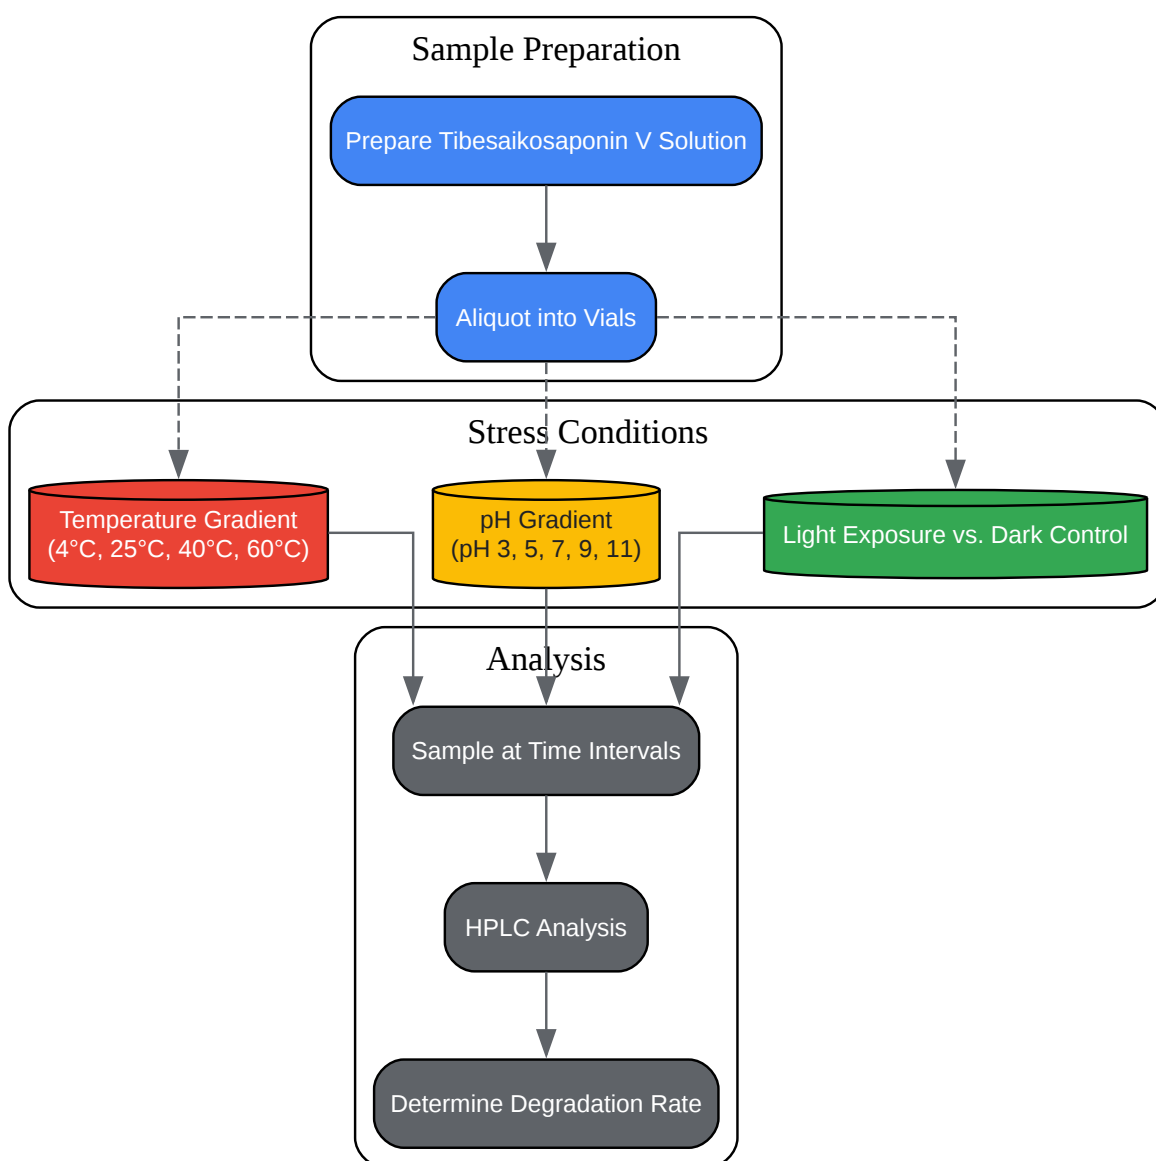 Sample Preparation
Prepare Tibesaikosaponin V Solution
Aliquot into Vials
Stress Conditions
Temperature Gradient
(4°C, 25°C, 40°C, 60°C)
pH Gradient
(pH 3, 5, 7, 9, 11)
Light Exposure vs. Dark Control
Analysis
Sample at Time Intervals
HPLC Analysis
Determine Degradation Rate